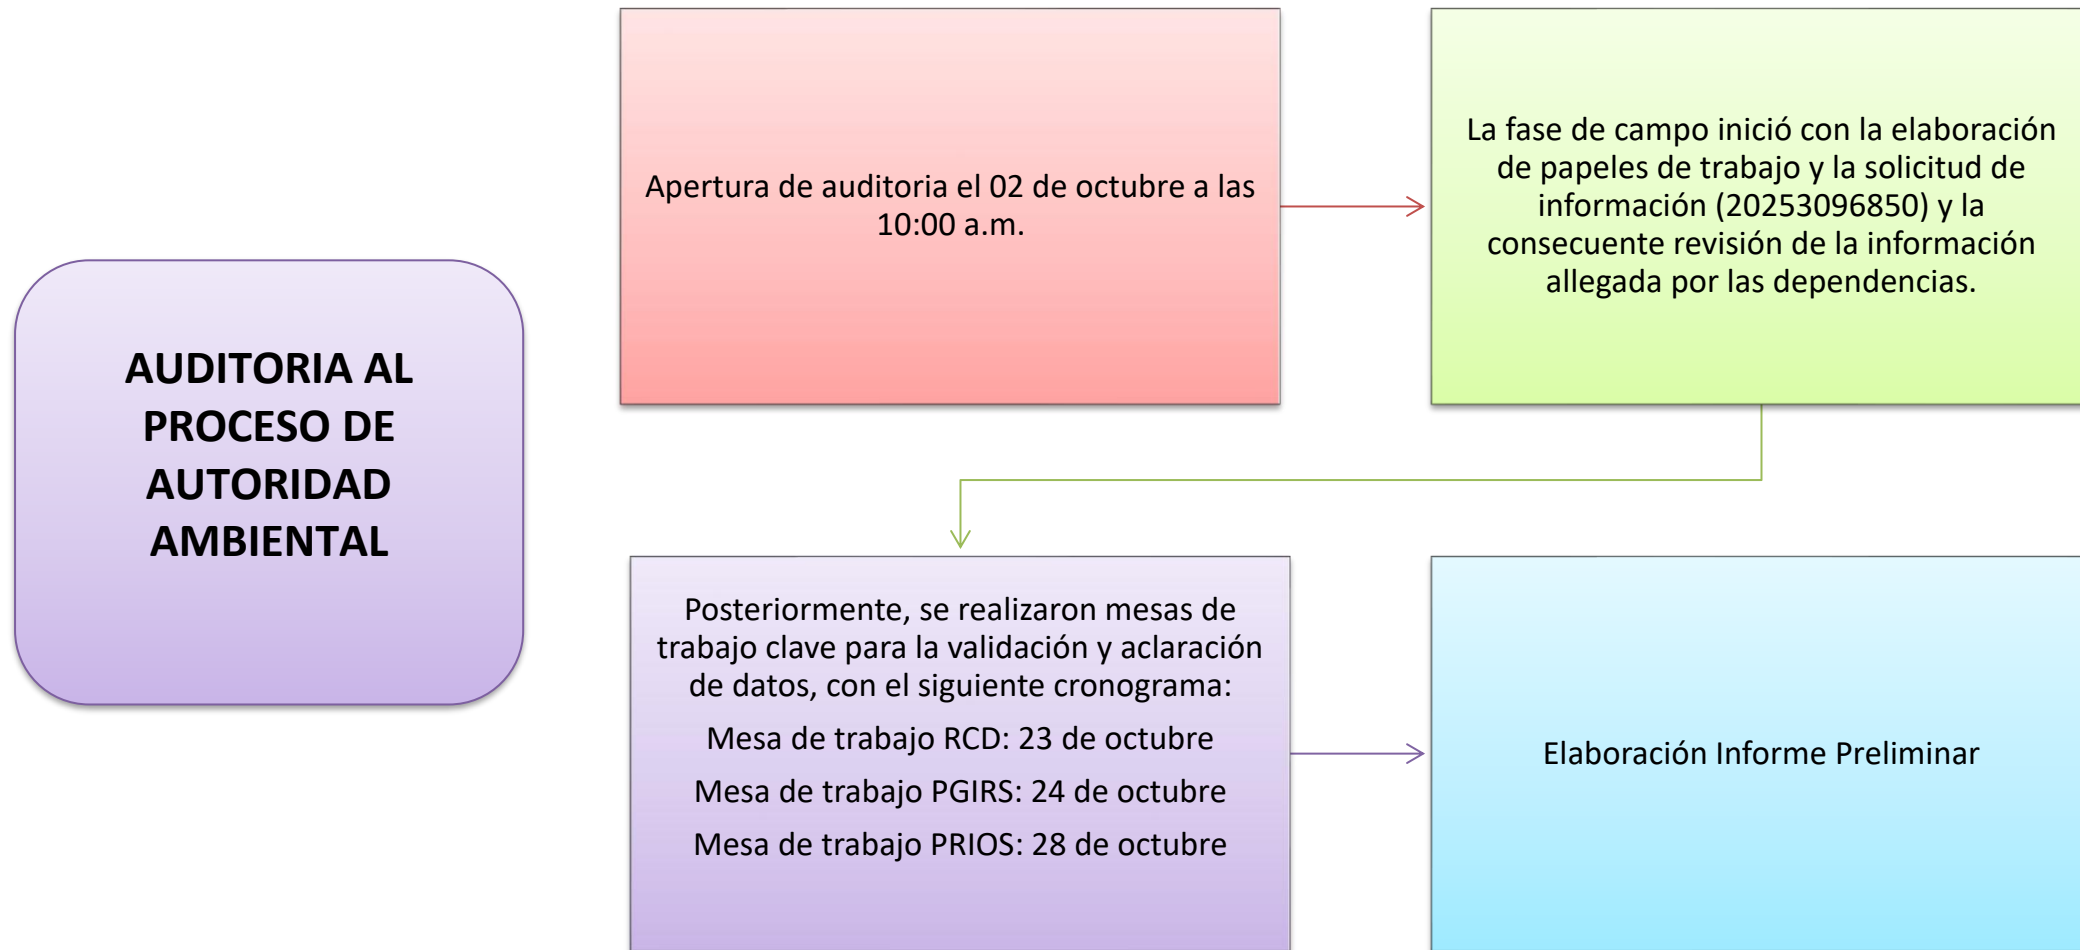 AUDITORIA AL
PROCESO DE
AUTORIDAD
AMBIENTAL
Apertura de auditoria el 02 de octubre a las
10:00 a.m.
La fase de campo inició con la elaboración
de papeles de trabajo y la solicitud de
información (20253096850) y la
consecuente revisión de la información
allegada por las dependencias.
Posteriormente, se realizaron mesas de
trabajo clave para la validación y aclaración
de datos, con el siguiente cronograma:
Mesa de trabajo RCD: 23 de octubre
Mesa de trabajo PGIRS: 24 de octubre
Mesa de trabajo PRIOS: 28 de octubre
Elaboración Informe Preliminar